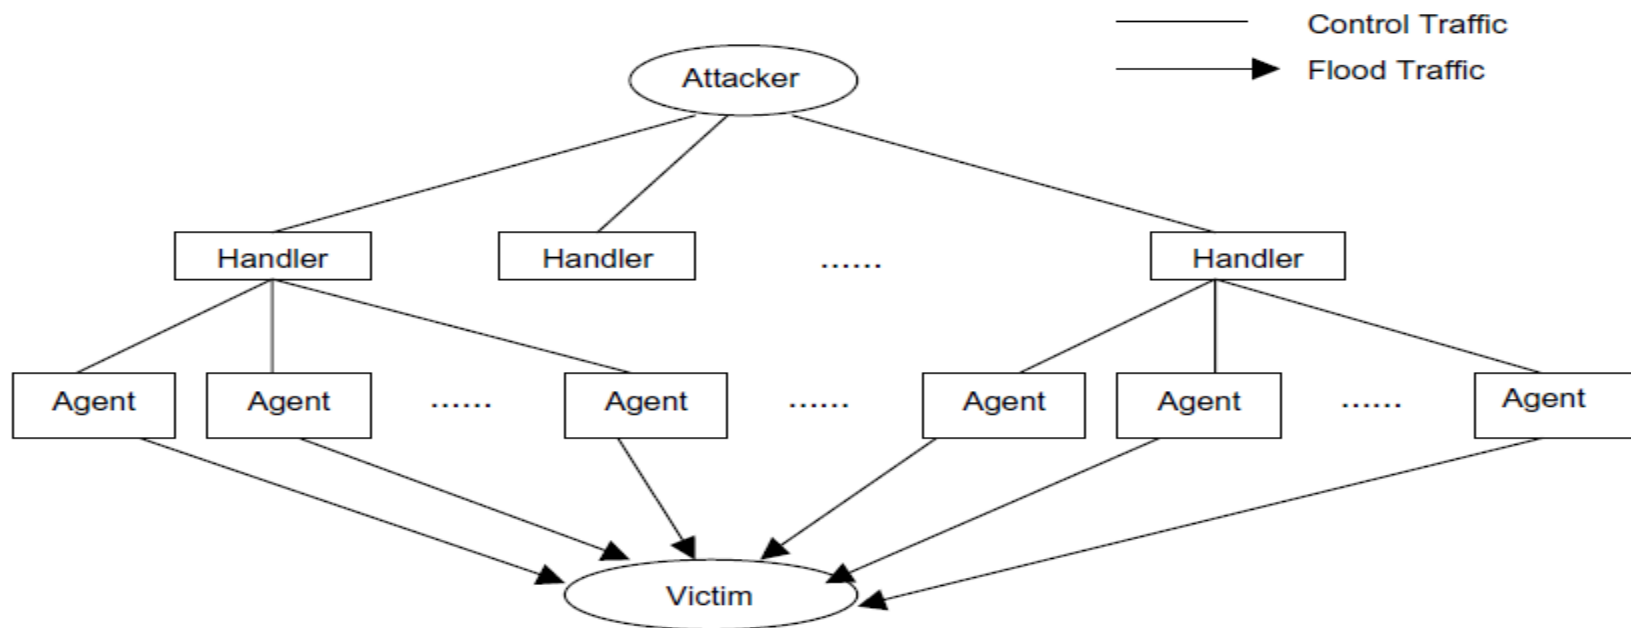 Control Traffic
Flood Traffic
Attacker
Handler Handler ...... Handler
Agent Agent ...... Agent ...... Agent Agent ...... Agent
Victim